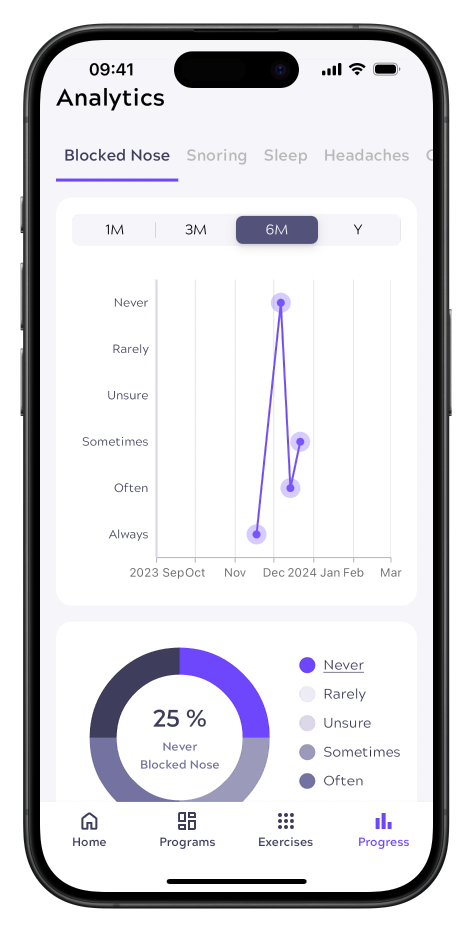 09:41
Analytics
Blocked Nose Snoring Sleep Headaches
1M 3M 6M Y
Never
Rarely
Unsure
Sometimes
Often
Always
2023 Sep Oct Nov Dec 2024 Jan Feb Mar
25 %
Never
Blocked Nose
Never
Rarely
Unsure
Sometimes
Often
Home Programs Exercises Progress